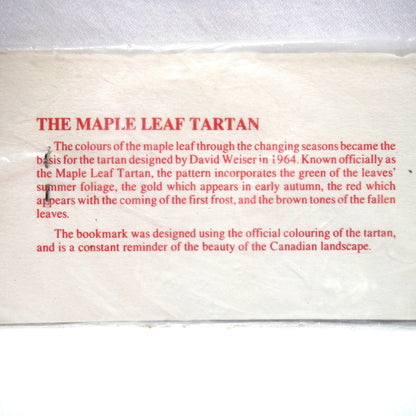 THE MAPLE LEAF TARTAN
The colours of the maple leaf through the changing seasons became the
basis for the tartan designed by David Weiser in 1964. Known officially as
the Maple Leaf Tartan, the pattern incorporates the green of the leaves'
summer foliage, the gold which appears in early autumn, the red which
appears with the coming of the first frost, and the brown tones of the fallen
leaves.
The bookmark was designed using the official colouring of the tartan,
and is a constant reminder of the beauty of the Canadian landscape.